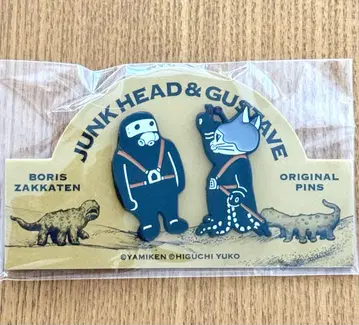 JUNK HEAD & GUSTAVE
BORIS
ZAKKATEN
ORIGINAL
PINS
©YAMIKEN ©HIGUCHI YUKO